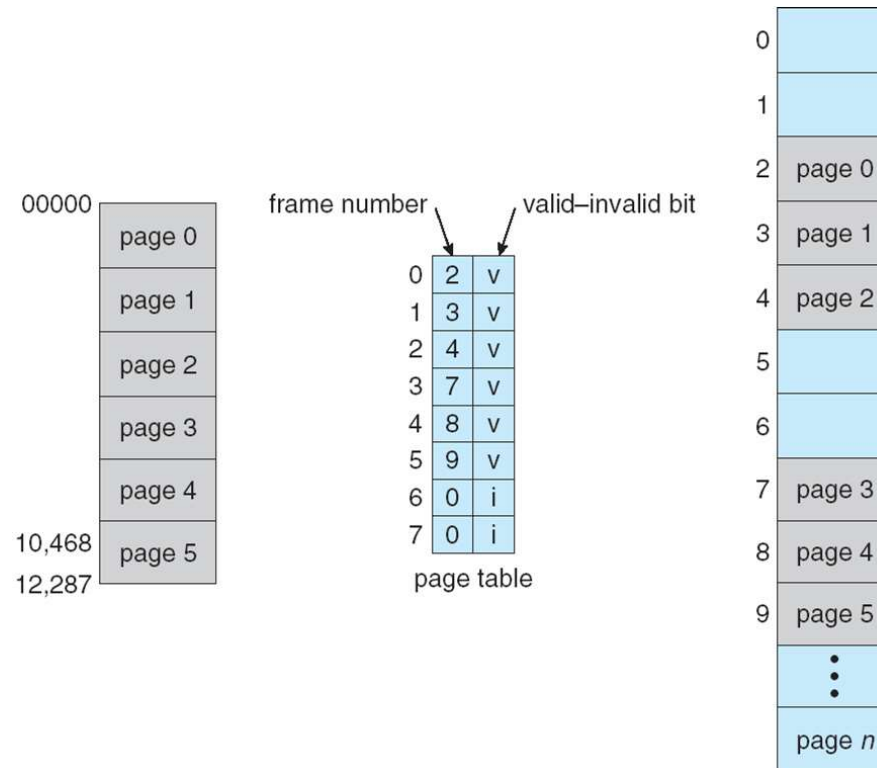 00000
page 0
page 1
page 2
page 3
page 4
10,468
page 5
12,287
frame number
valid–invalid bit
0 2 v
1 3 v
2 4 v
3 7 v
4 8 v
5 9 v
6 0 i
7 0 i
page table
0
1
2 page 0
3 page 1
4 page 2
5
6
7 page 3
8 page 4
9 page 5
page n